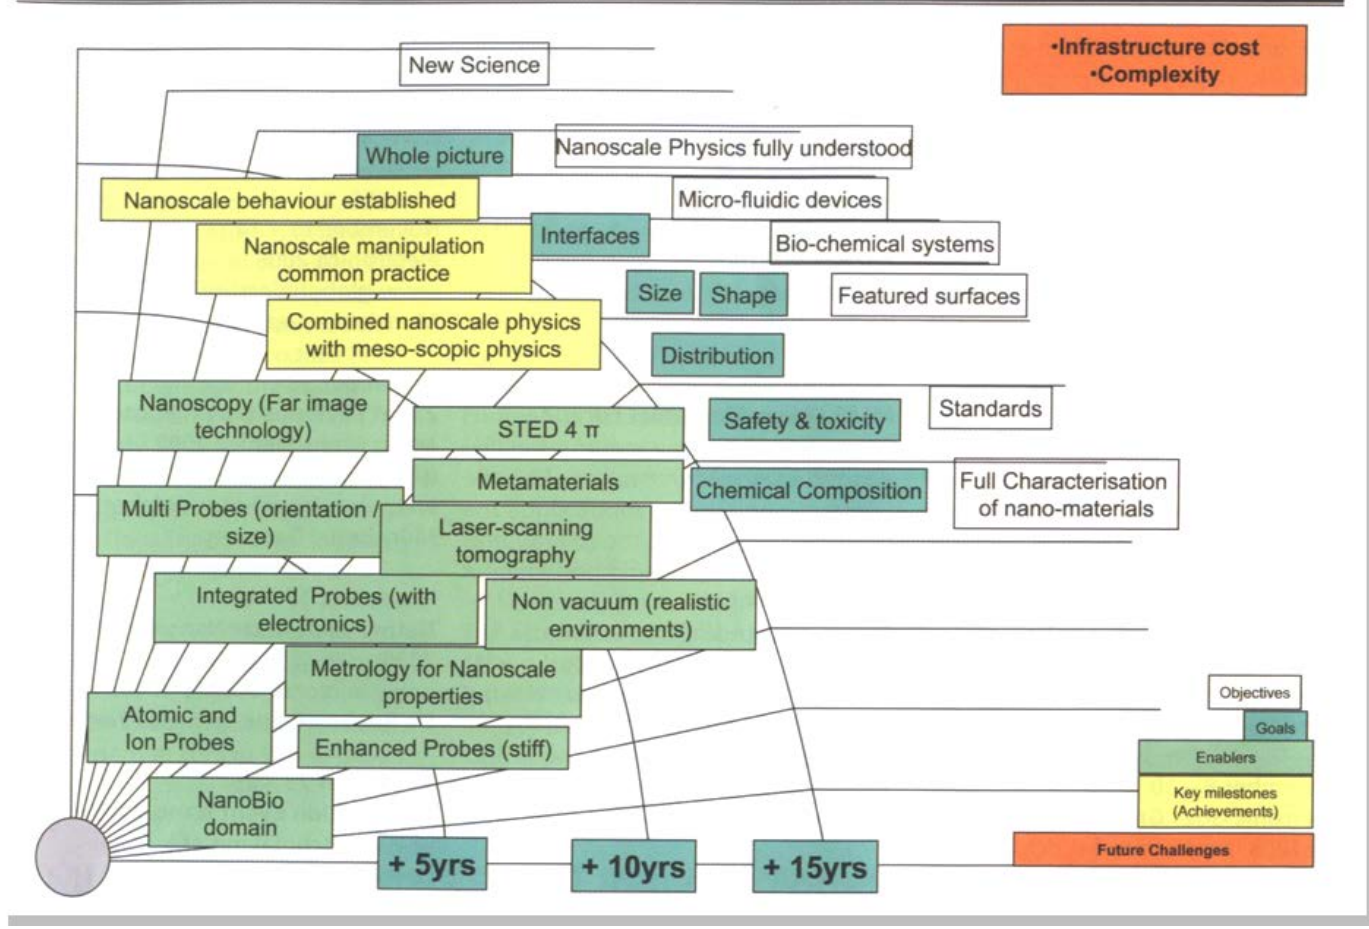 New Science
•Infrastructure cost
•Complexity
Whole picture
Nanoscale Physics fully understood
Nanoscale behaviour established
Micro-fluidic devices
Nanoscale manipulation
common practice
Interfaces
Bio-chemical systems
Size
Shape
Featured surfaces
Combined nanoscale physics
with meso-scopic physics
Distribution
Nanoscopy (Far image
technology)
STED 4 π
Safety & toxicity
Standards
Metamaterials
Chemical Composition
Full Characterisation
of nano-materials
Multi Probes (orientation /
size)
Laser-scanning
tomography
Integrated Probes (with
electronics)
Non vacuum (realistic
environments)
Metrology for Nanoscale
properties
Atomic and
Ion Probes
Enhanced Probes (stiff)
NanoBio
domain
+ 5yrs
+ 10yrs
+ 15yrs
Objectives
Goals
Enablers
Key milestones
(Achievements)
Future Challenges